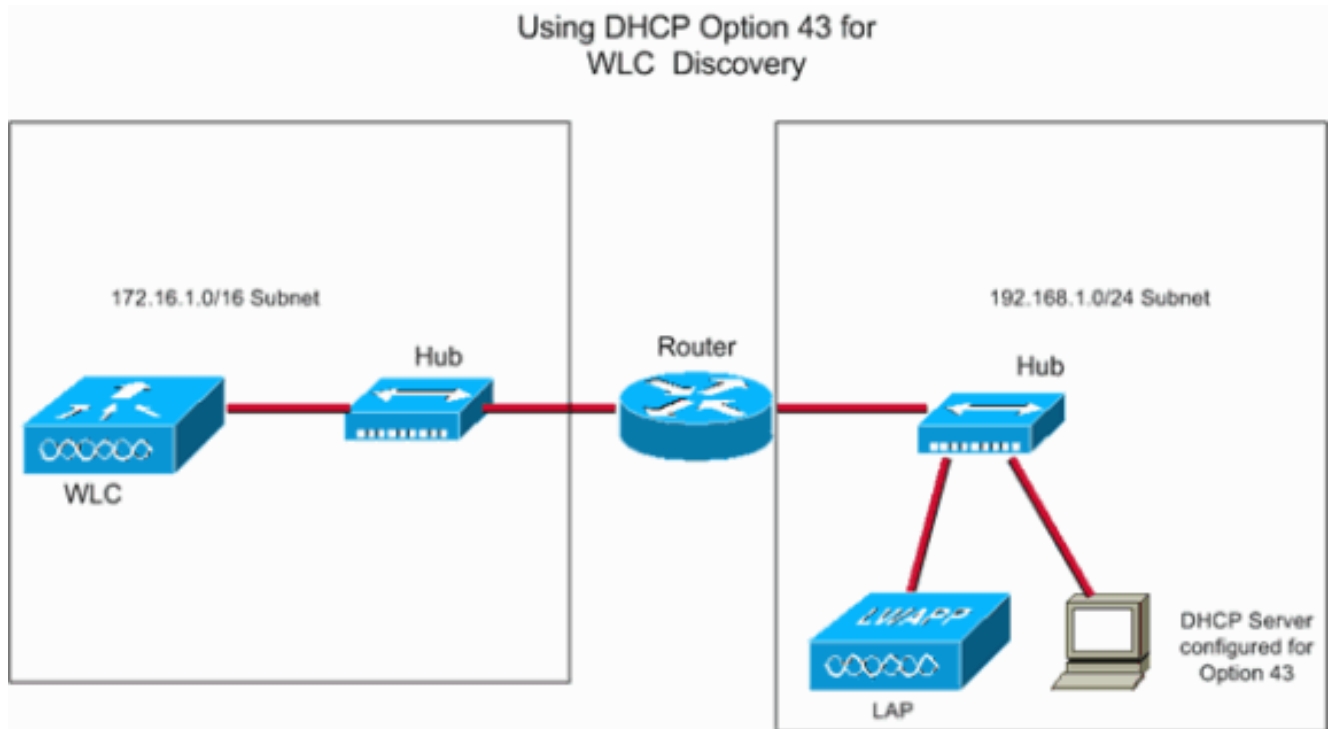 Using DHCP Option 43 for
WLC Discovery
172.16.1.0/16 Subnet
Hub
WLC
Router
192.168.1.0/24 Subnet
Hub
LWAPP
LAP
DHCP Server
configured for
Option 43